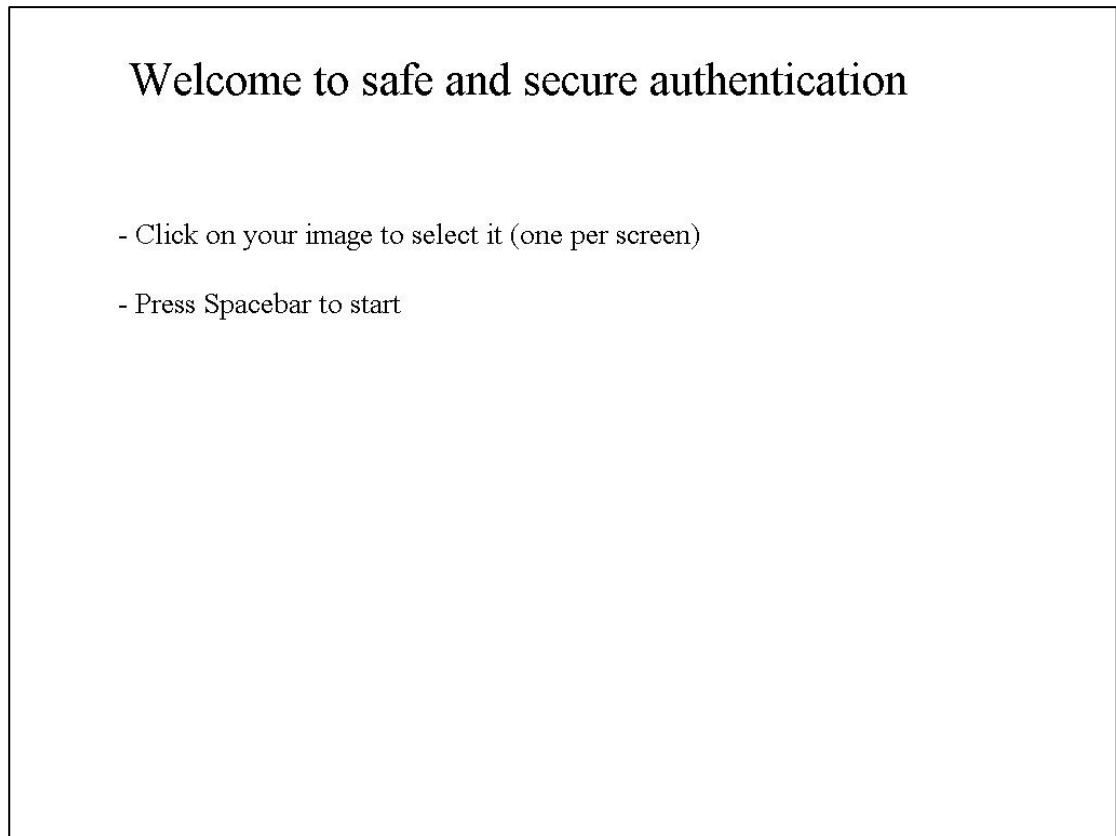 Welcome to safe and secure authentication
- Click on your image to select it (one per screen)
- Press Spacebar to start